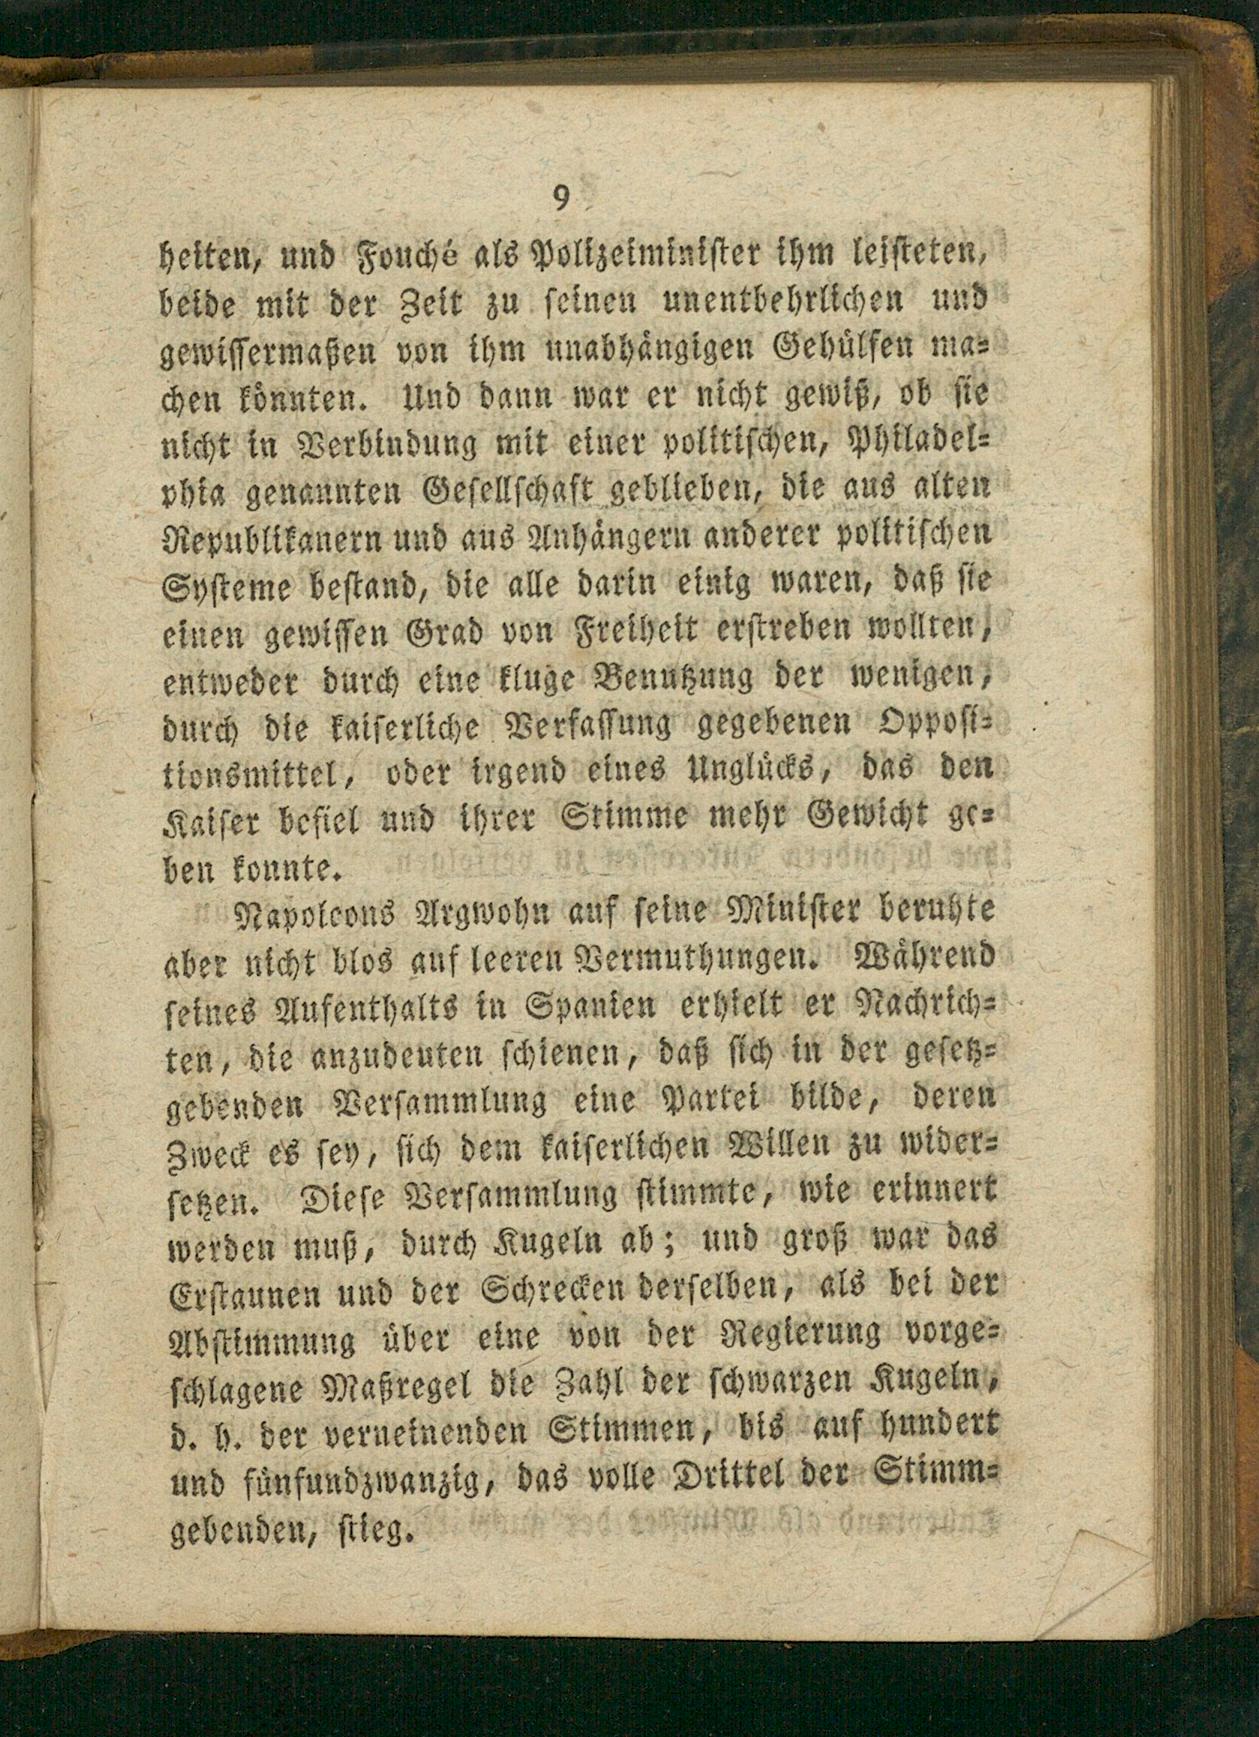 9
heiten, und Fouché als Polizeiminister ihm leisteten,
beide mit der Zeit zu seinen unentbehrlichen und
gewissermaßen von ihm unabhängigen Gehülfen ma-
chen könnten. Und dann war er nicht gewiß, ob sie
nicht in Verbindung mit einer politischen, Philadel-
phia genannten Gesellschaft geblieben, die aus alten
Republikanern und aus Anhängern anderer politischen
Systeme bestand, die alle darin einig waren, daß sie
einen gewissen Grad von Freiheit erstreben wollten,
entweder durch eine kluge Benutzung der wenigen,
durch die kaiserliche Verfassung gegebenen Opposi-
tionsmittel, oder irgend eines Unglücks, das den
Kaiser befiel und ihrer Stimme mehr Gewicht ge-
ben konnte.
Napoleons Argwohn auf seine Minister beruhte
aber nicht blos auf leeren Vermuthungen. Während
seines Aufenthalts in Spanien erhielt er Nachrich-
ten, die anzudeuten schienen, daß sich in der gesetz-
gebenden Versammlung eine Partei bilde, deren
Zweck es sey, sich dem kaiserlichen Willen zu wider-
setzen. Diese Versammlung stimmte, wie erinnert
werden muß, durch Kugeln ab; und groß war das
Erstaunen und der Schrecken derselben, als bei der
Abstimmung über eine von der Regierung vorge-
schlagene Maßregel die Zahl der schwarzen Kugeln,
d. h. der verneinenden Stimmen, bis auf hundert
und fünfundzwanzig, das volle Drittel der Stimm-
gebenden, stieg.